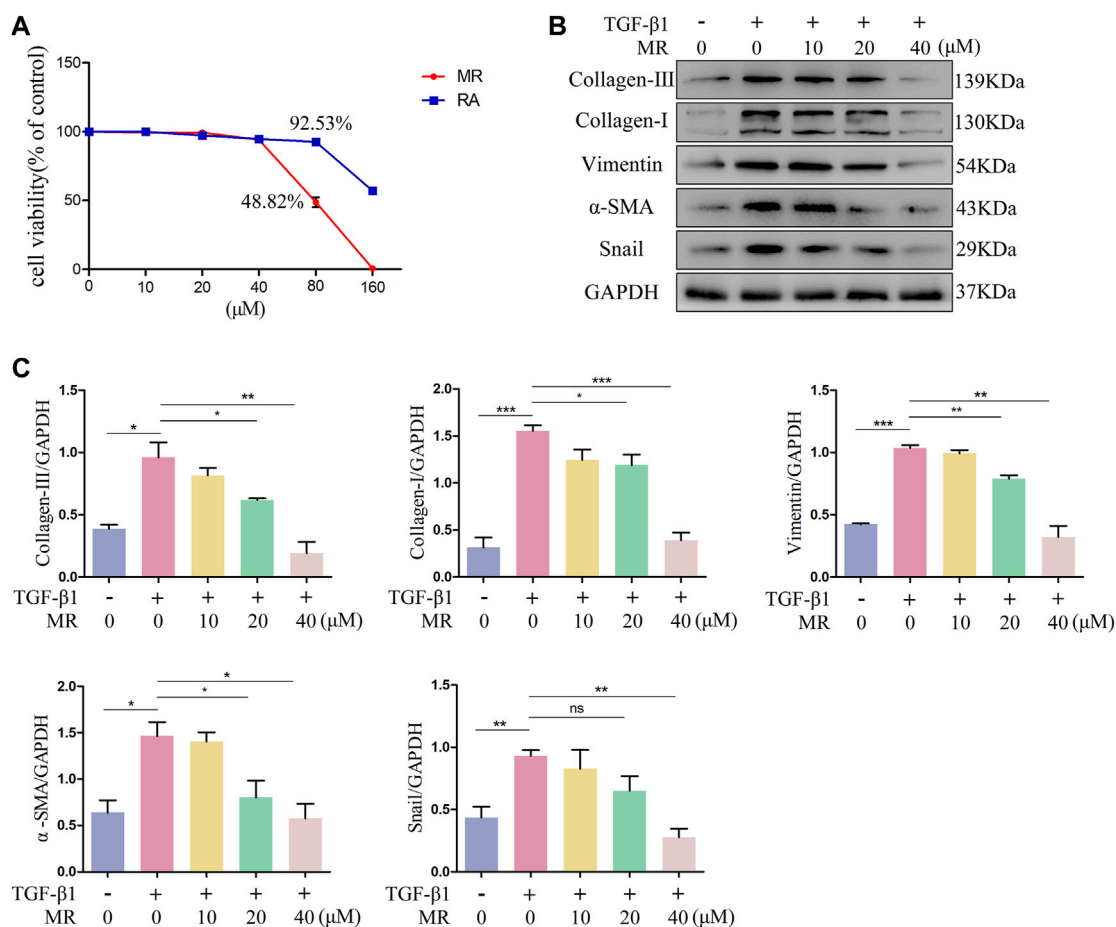 A
cell viability(% of control)
150
100
50
0
0 10 20 40 80 160
(μM)
92.53%
48.82%
MR
RA
B
TGF-β1 - + + + +
MR 0 0 10 20 40 (μM)
Collagen-III 139KDa
Collagen-I 130KDa
Vimentin 54KDa
α-SMA 43KDa
Snail 29KDa
GAPDH 37KDa
C
Collagen-III/GAPDH
1.5
1.0
0.5
0.0
*
**
*
TGF-β1 - + + + +
MR 0 0 10 20 40 (μM)
Collagen-I/GAPDH
2.0
1.5
1.0
0.5
0.0
***
***
*
TGF-β1 - + + + +
MR 0 0 10 20 40 (μM)
Vimentin/GAPDH
1.5
1.0
0.5
0.0
***
**
**
TGF-β1 - + + + +
MR 0 0 10 20 40 (μM)
α -SMA/GAPDH
2.0
1.5
1.0
0.5
0.0
*
*
*
TGF-β1 - + + + +
MR 0 0 10 20 40 (μM)
Snail/GAPDH
1.5
1.0
0.5
0.0
**
**
ns
TGF-β1 - + + + +
MR 0 0 10 20 40 (μM)